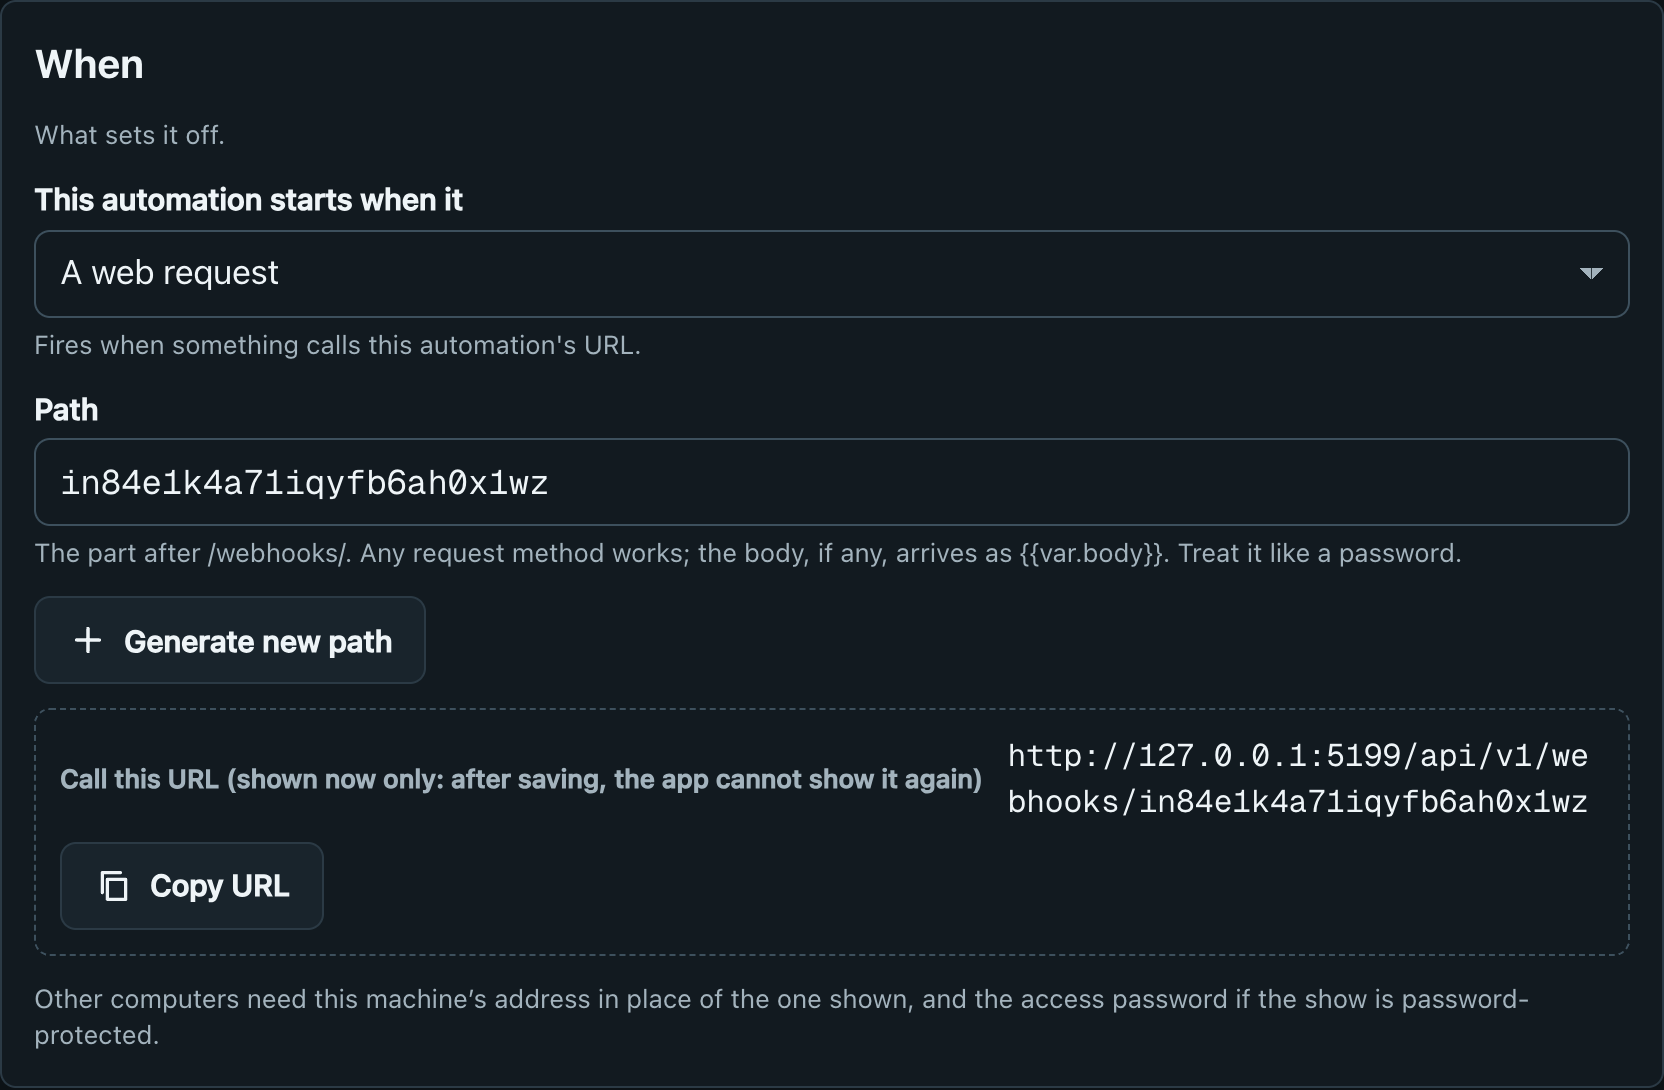 When
What sets it off.
This automation starts when it
A web request
Fires when something calls this automation's URL.
Path
in84e1k4a71iqyfb6ah0x1wz
The part after /webhooks/. Any request method works; the body, if any, arrives as {{var.body}}. Treat it like a password.
Generate new path
Call this URL (shown now only: after saving, the app cannot show it again)
http://127.0.0.1:5199/api/v1/we
bhooks/in84e1k4a71iqyfb6ah0x1wz
Copy URL
Other computers need this machine’s address in place of the one shown, and the access password if the show is password-
protected.